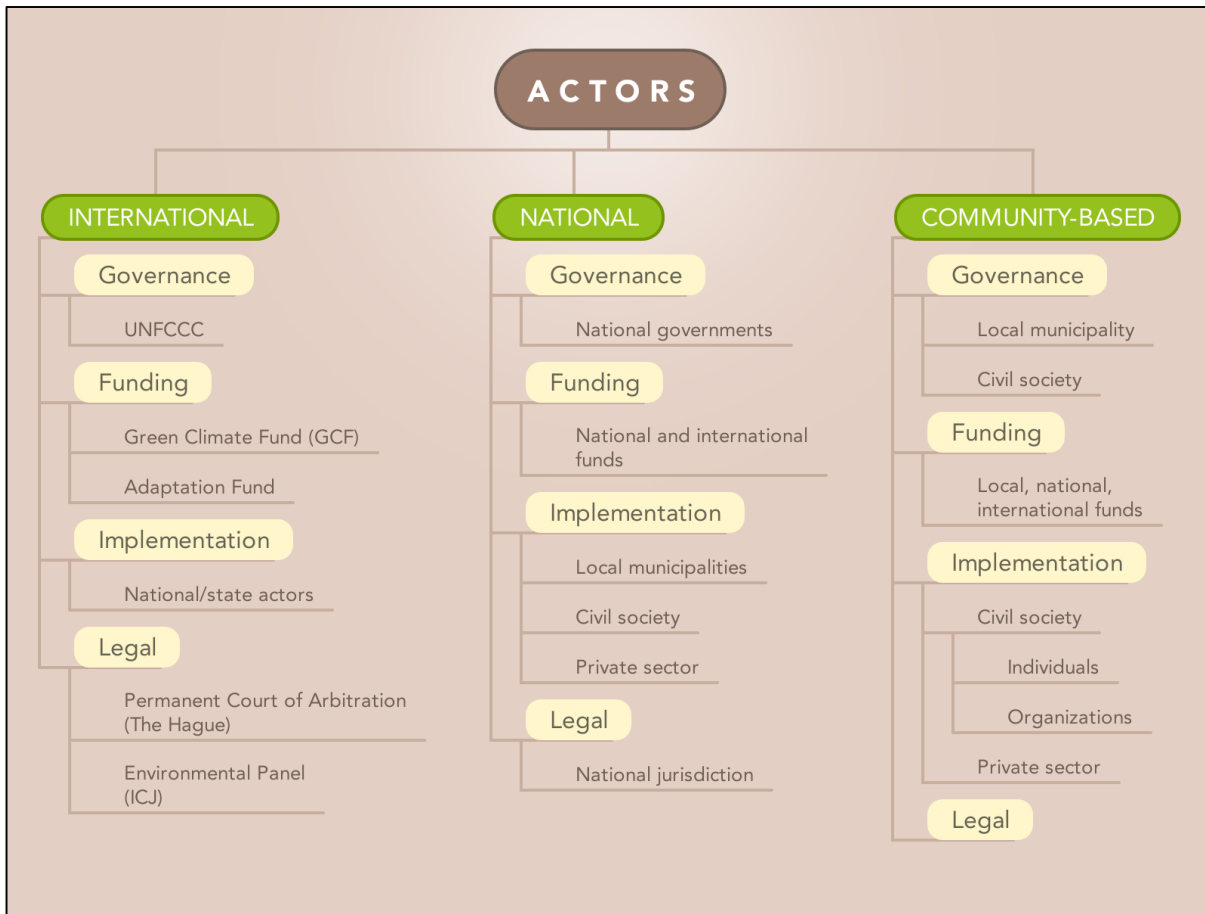 ACTORS
INTERNATIONAL
Governance
UNFCCC
Funding
Green Climate Fund (GCF)
Adaptation Fund
Implementation
National/state actors
Legal
Permanent Court of Arbitration
(The Hague)
Environmental Panel
(ICJ)
NATIONAL
Governance
National governments
Funding
National and international
funds
Implementation
Local municipalities
Civil society
Private sector
Legal
National jurisdiction
COMMUNITY-BASED
Governance
Local municipality
Civil society
Funding
Local, national,
international funds
Implementation
Civil society
Individuals
Organizations
Private sector
Legal